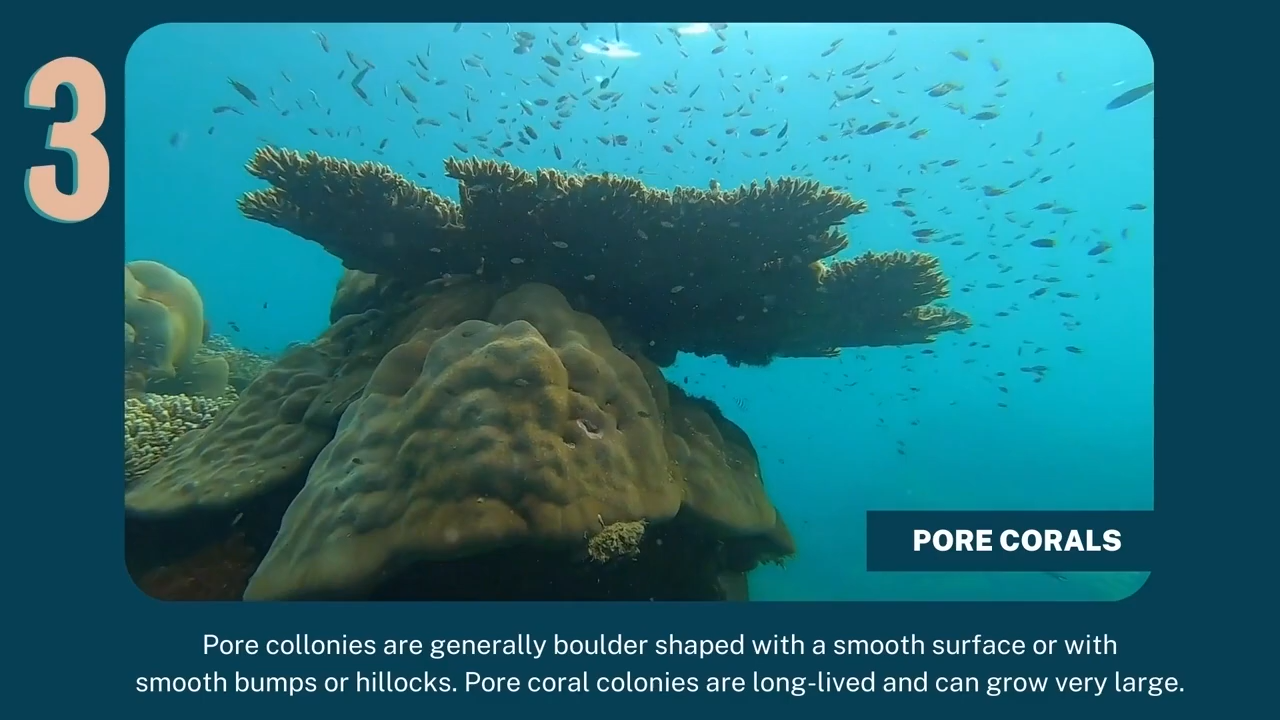 3
PORE CORALS
Pore collonies are generally boulder shaped with a smooth surface or with
smooth bumps or hillocks. Pore coral colonies are long-lived and can grow very large.